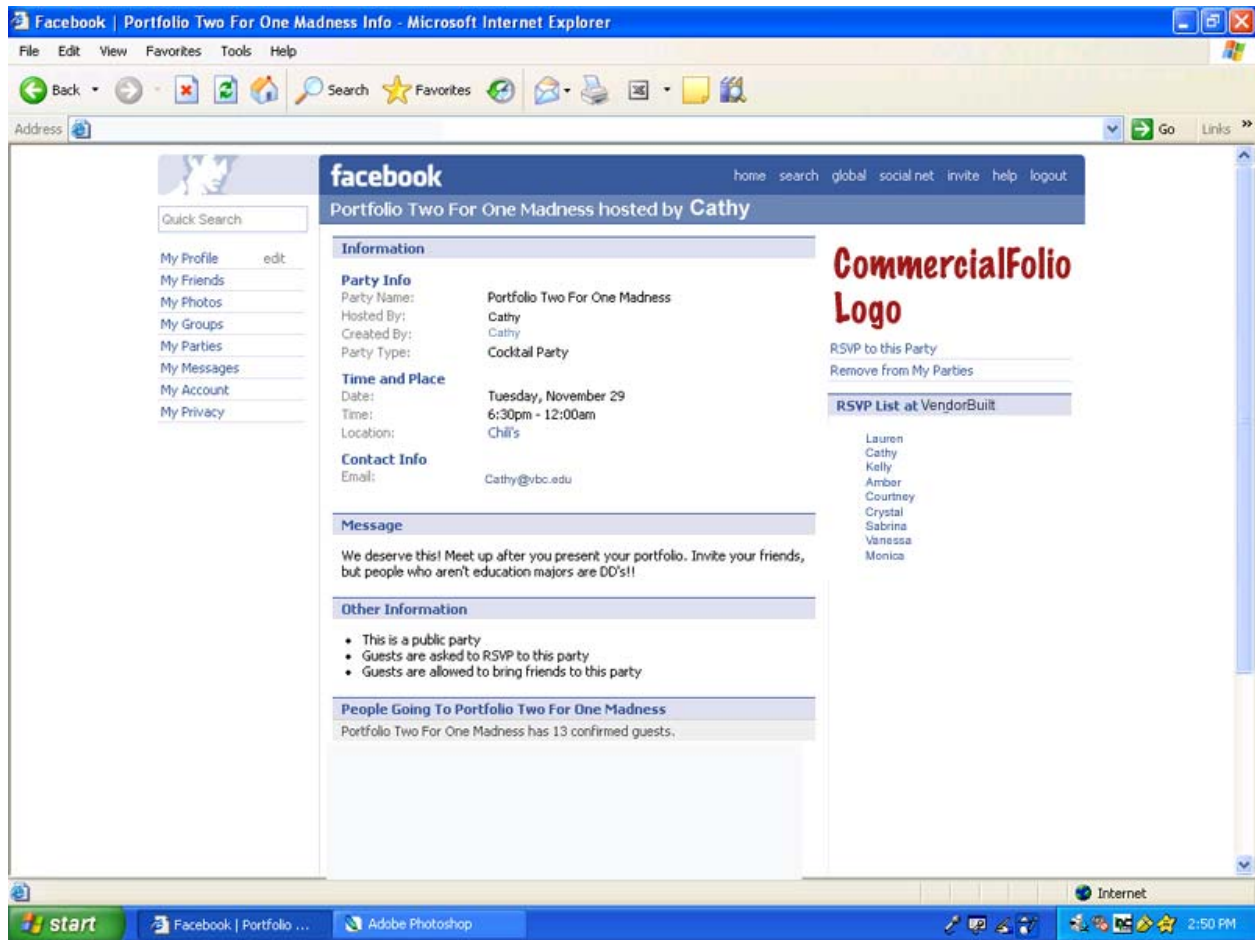 Facebook | Portfolio Two For One Madness Info - Microsoft Internet Explorer
File Edit View Favorites Tools Help
Back Search Favorites
Address Go Links »
facebook
home search global social net invite help logout
Portfolio Two For One Madness hosted by Cathy
Quick Search
My Profile edit
My Friends
My Photos
My Groups
My Parties
My Messages
My Account
My Privacy
Information
Party Info
Party Name: Portfolio Two For One Madness
Hosted By: Cathy
Created By: Cathy
Party Type: Cocktail Party
Time and Place
Date: Tuesday, November 29
Time: 6:30pm - 12:00am
Location: Chili's
Contact Info
Email: Cathy@vbc.edu
Message
We deserve this! Meet up after you present your portfolio. Invite your friends,
but people who aren't education majors are DD's!!
Other Information
• This is a public party
• Guests are asked to RSVP to this party
• Guests are allowed to bring friends to this party
People Going To Portfolio Two For One Madness
Portfolio Two For One Madness has 13 confirmed guests.
CommercialFolio
Logo
RSVP to this Party
Remove from My Parties
RSVP List at VendorBuilt
Lauren
Cathy
Kelly
Amber
Courtney
Crystal
Sabrina
Vanessa
Monica
Internet
start Facebook | Portfolio ... Adobe Photoshop 2:50 PM